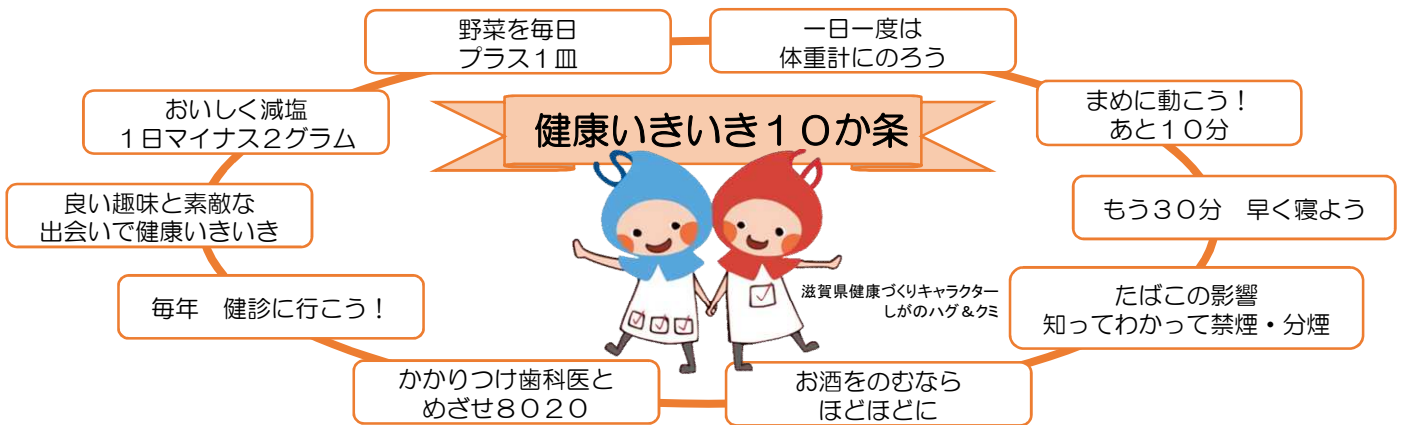 健康いきいき１０か条
野菜を毎日
プラス１皿
一日一度は
体重計にのろう
まめに動こう！
あと１０分
もう３０分　早く寝よう
たばこの影響
知ってわかって禁煙・分煙
お酒をのむなら
ほどほどに
かかりつけ歯科医と
めざせ８０２０
毎年　健診に行こう！
良い趣味と素敵な
出会いで健康いきいき
おいしく減塩
１日マイナス２グラム
滋賀県健康づくりキャラクター
しがのハグ＆クミ